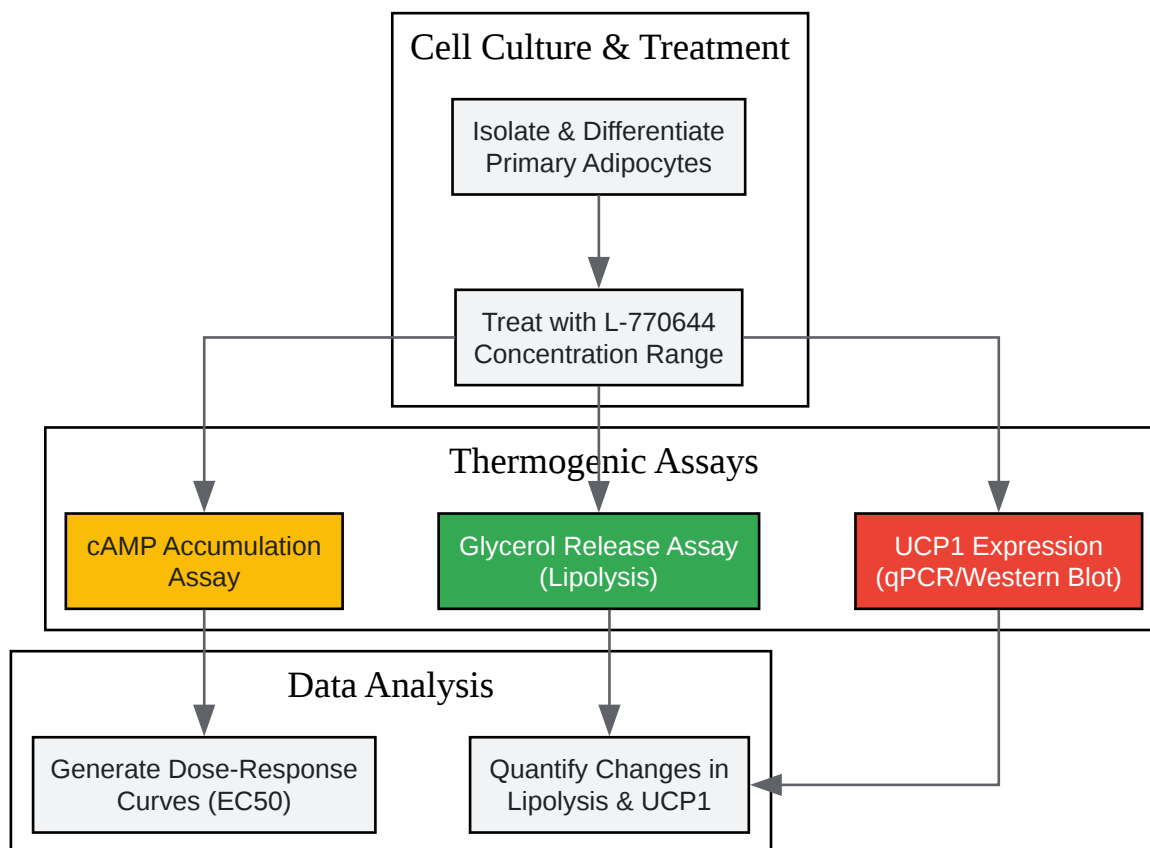 Cell Culture & Treatment
Isolate & Differentiate
Primary Adipocytes
Treat with L-770644
Concentration Range
Thermogenic Assays
cAMP Accumulation
Assay
Glycerol Release Assay
(Lipolysis)
UCP1 Expression
(qPCR/Western Blot)
Data Analysis
Generate Dose-Response
Curves (EC50)
Quantify Changes in
Lipolysis & UCP1